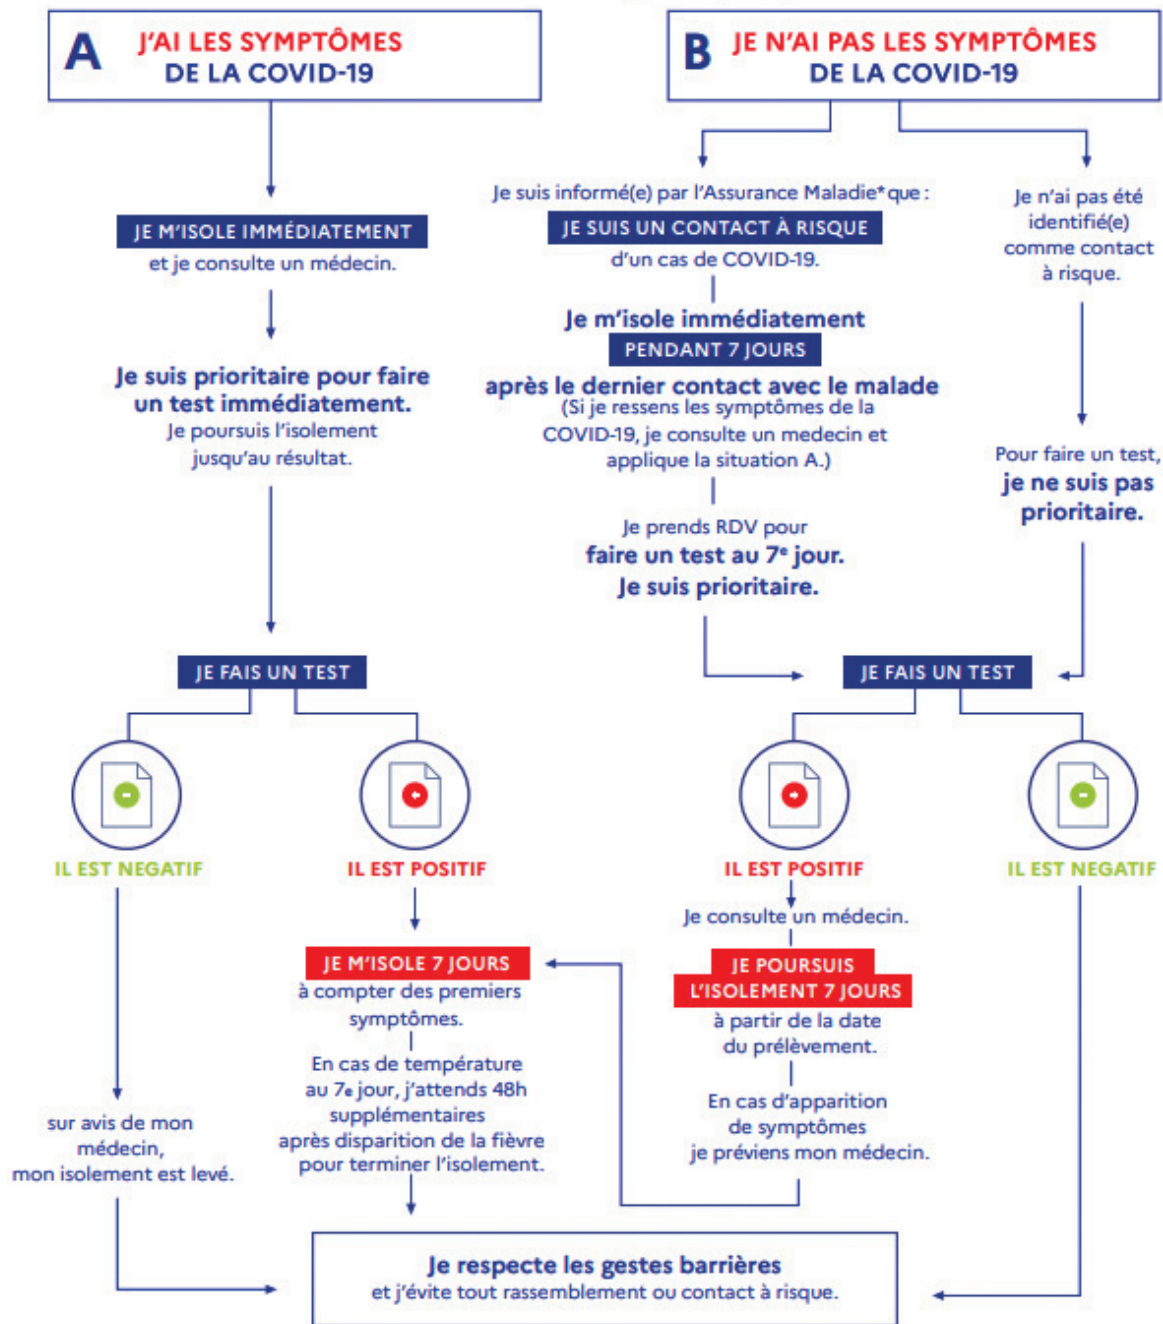 A J'AI LES SYMPTÔMES
DE LA COVID-19
JE M'ISOLE IMMÉDIATEMENT
et je consulte un médecin.
Je suis prioritaire pour faire
un test immédiatement.
Je poursuis l'isolement
jusqu'au résultat.
JE FAIS UN TEST
IL EST NEGATIF
sur avis de mon
médecin,
mon isolement est levé.
IL EST POSITIF
JE M'ISOLE 7 JOURS
à compter des premiers
symptômes.
En cas de température
au 7e jour, j'attends 48h
supplémentaires
après disparition de la fièvre
pour terminer l'isolement.
B JE N'AI PAS LES SYMPTÔMES
DE LA COVID-19
Je suis informé(e) par l'Assurance Maladie* que :
JE SUIS UN CONTACT À RISQUE
d'un cas de COVID-19.
Je m'isole immédiatement
PENDANT 7 JOURS
après le dernier contact avec le malade
(Si je ressens les symptômes de la
COVID-19, je consulte un medecin et
applique la situation A.)
Je prends RDV pour
faire un test au 7e jour.
Je suis prioritaire.
Je n'ai pas été
identifié(e)
comme contact
à risque.
Pour faire un test,
je ne suis pas
prioritaire.
JE FAIS UN TEST
IL EST POSITIF
Je consulte un médecin.
JE POURSUIS
L'ISOLEMENT 7 JOURS
à partir de la date
du prélèvement.
En cas d'apparition
de symptômes
je préviens mon médecin.
IL EST NEGATIF
Je respecte les gestes barrières
et j'évite tout rassemblement ou contact à risque.